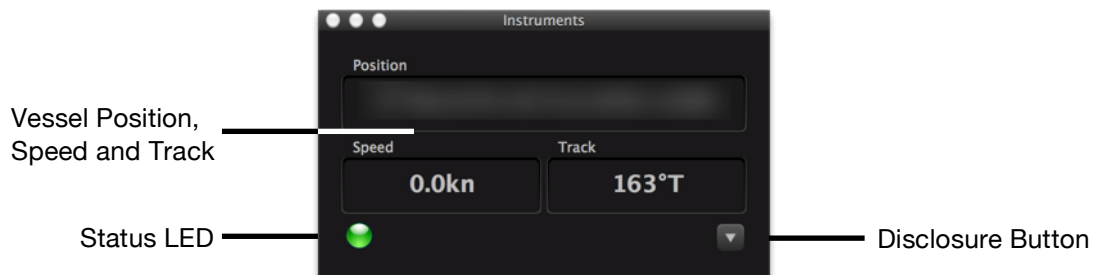 Instruments
Position
Vessel Position,
Speed and Track
Speed Track
0.0kn 163°T
Status LED
Disclosure Button